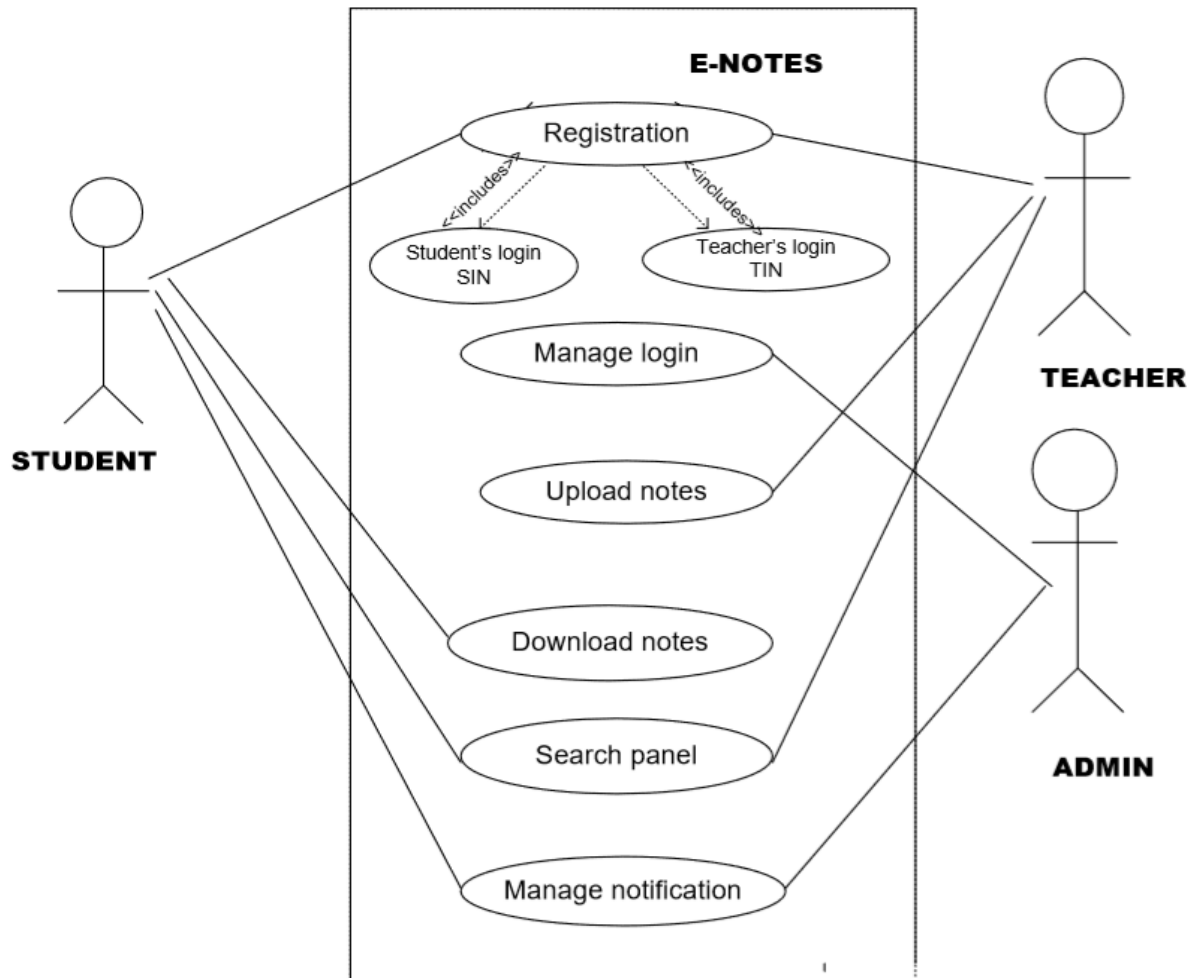 E-NOTES
Registration
<<includes>>
<<includes>>
Student's login
SIN
Teacher's login
TIN
Manage login
TEACHER
STUDENT
Upload notes
Download notes
Search panel
ADMIN
Manage notification